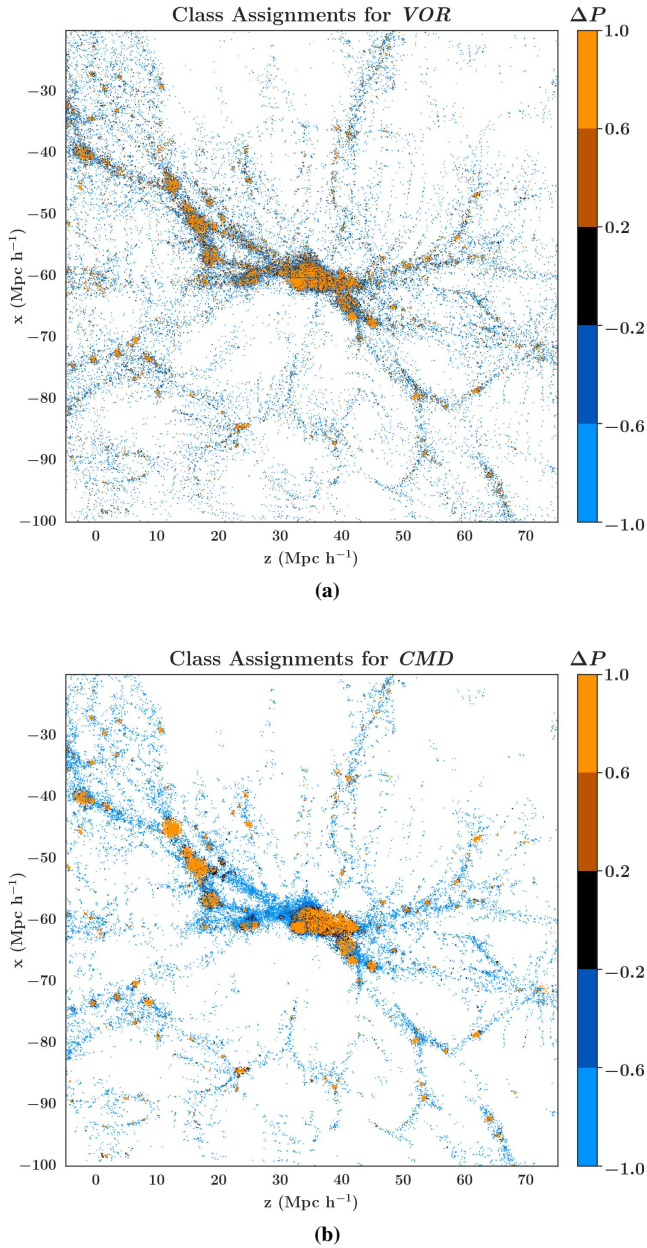 Class Assignments for VOR
ΔP
1.0
0.6
0.2
−0.2
−0.6
−1.0
x (Mpc h⁻¹)
−30
−40
−50
−60
−70
−80
−90
−100
0 10 20 30 40 50 60 70
z (Mpc h⁻¹)
(a)
Class Assignments for CMD
ΔP
1.0
0.6
0.2
−0.2
−0.6
−1.0
x (Mpc h⁻¹)
−30
−40
−50
−60
−70
−80
−90
−100
0 10 20 30 40 50 60 70
z (Mpc h⁻¹)
(b)